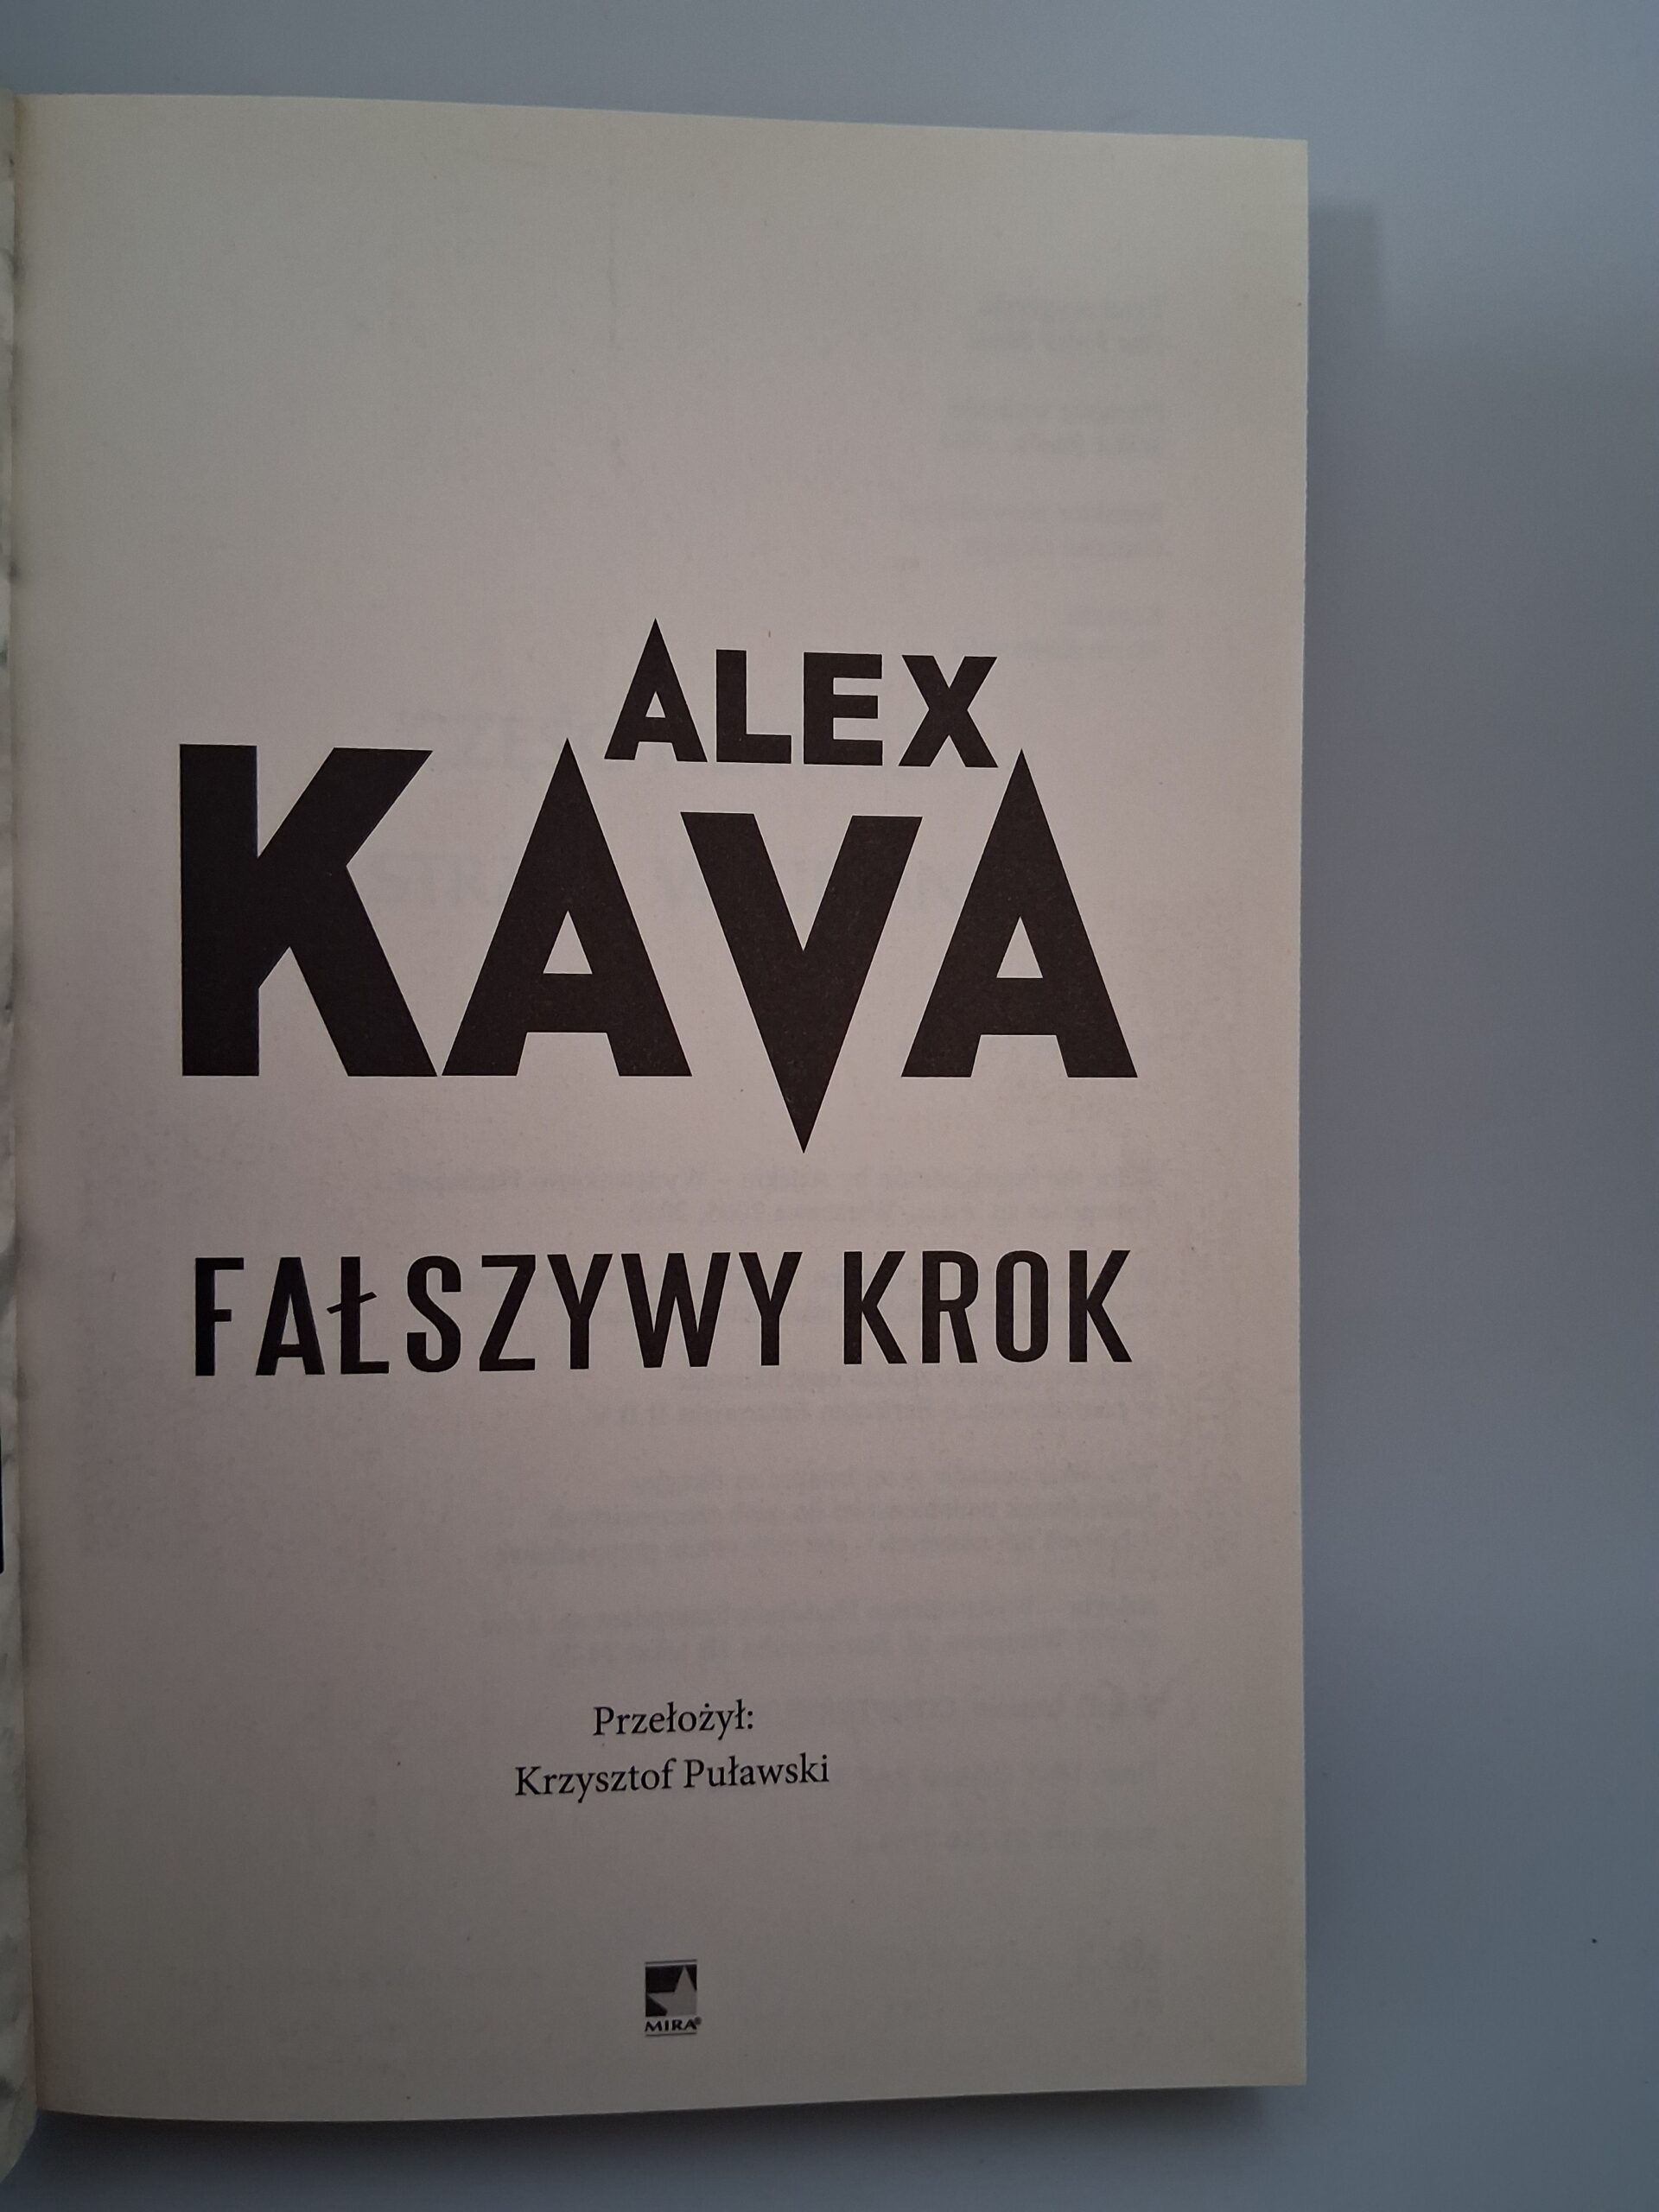 ALEX
KAVA
FAŁSZYWY KROK
Przełożył:
Krzysztof Puławski
MIRA®